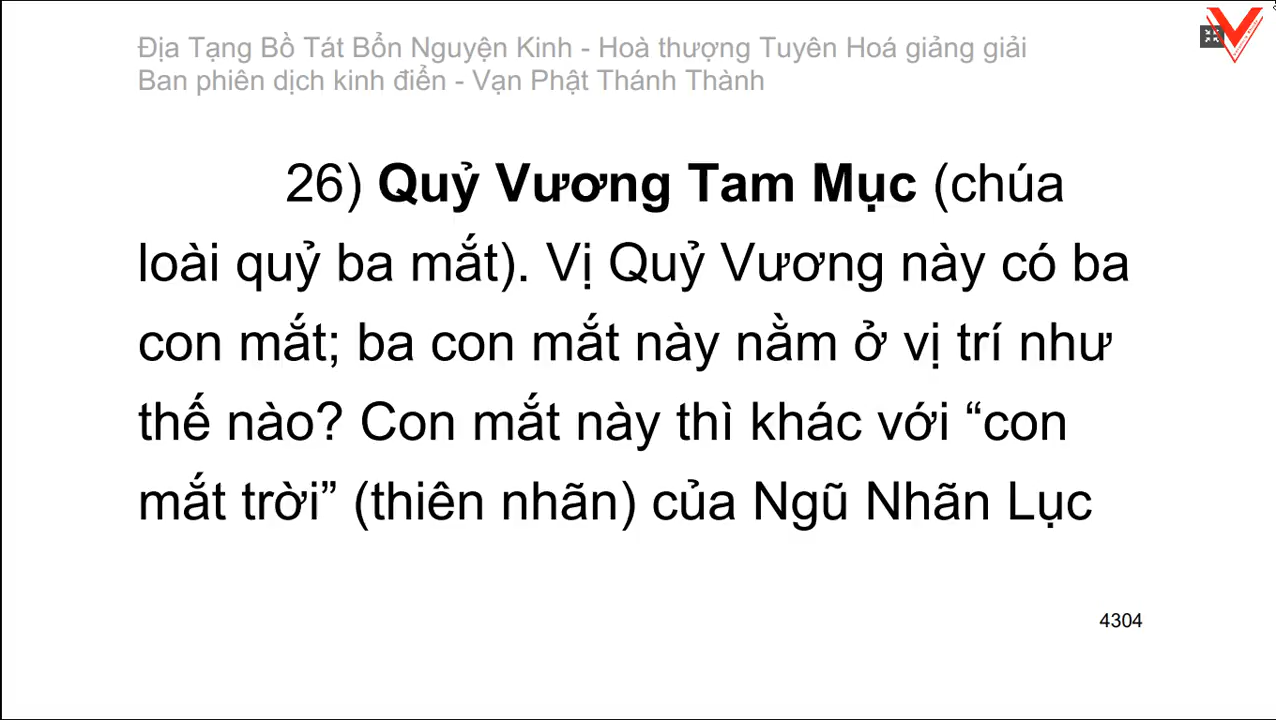 Địa Tạng Bồ Tát Bổn Nguyện Kinh - Hoà thượng Tuyên Hoá giảng giải
Ban phiên dịch kinh điển - Vạn Phật Thánh Thành
26) Quỷ Vương Tam Mục (chúa
loài quỷ ba mắt). Vị Quỷ Vương này có ba
con mắt; ba con mắt này nằm ở vị trí như
thế nào? Con mắt này thì khác với “con
mắt trời” (thiên nhãn) của Ngũ Nhãn Lục
4304